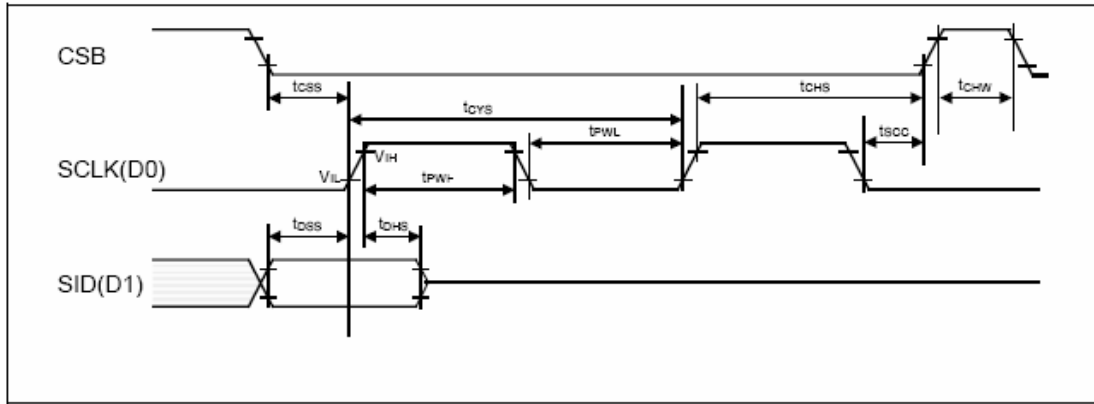 CSB
tCSS
tCHS
tCHW
tCYS
tPWL
tSCC
SCLK(D0)
VIL
VIH
tPWH
tDSS
tDHS
SID(D1)